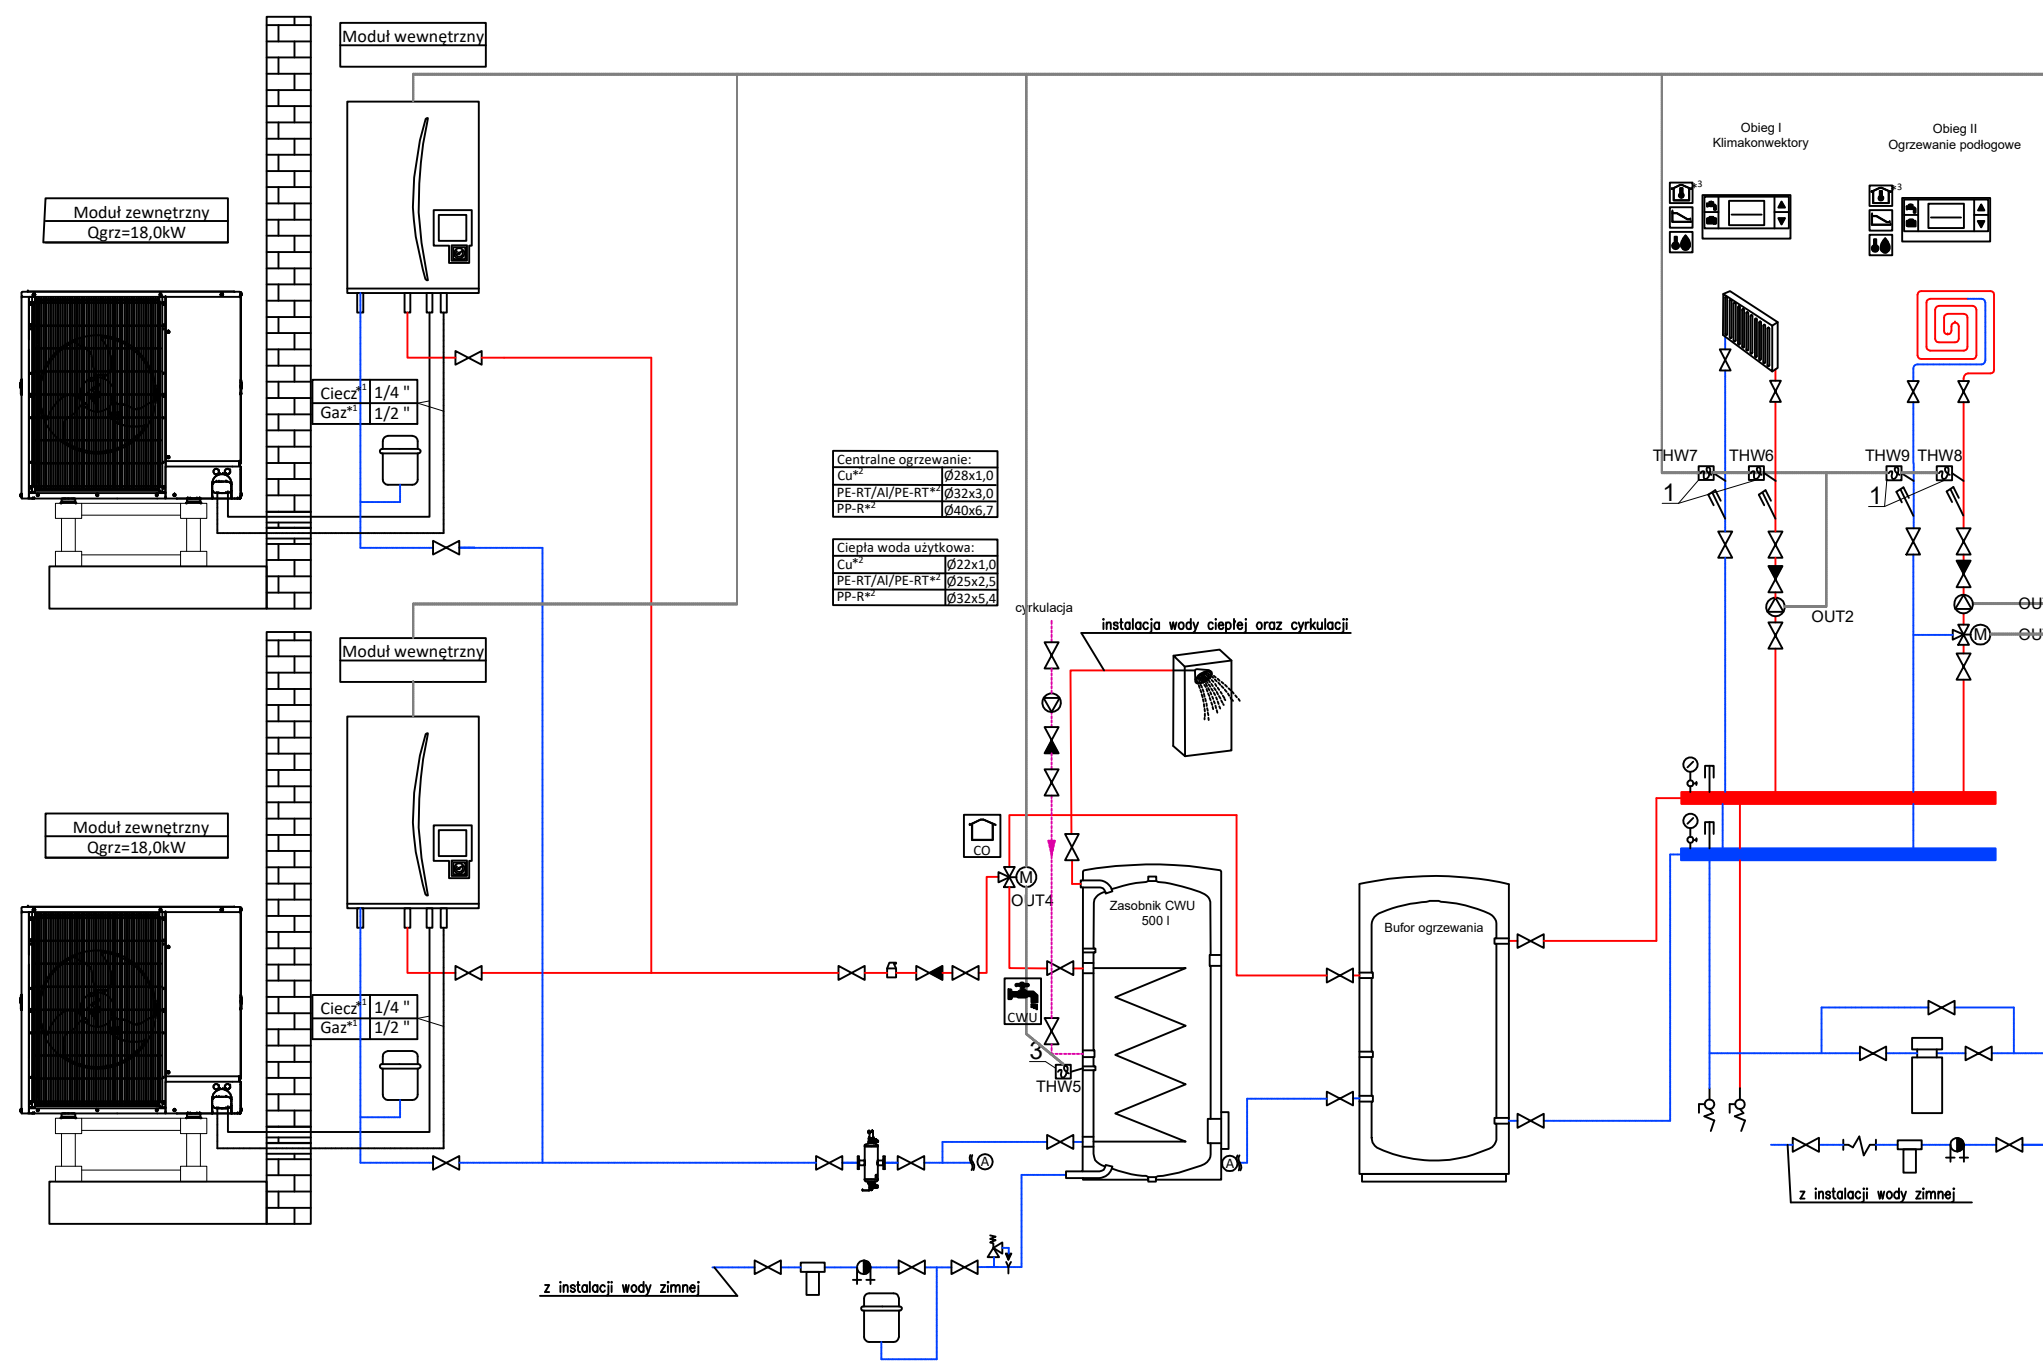 Moduł wewnętrzny
Obieg I
Klimakonwektory
Obieg II
Ogrzewanie podłogowe
*3
*3
Moduł zewnętrzny
Qgrz=18,0kW
Ciecz*1 1/4 "
Gaz*1 1/2 "
Centralne ogrzewanie:
Cu*2 Ø28x1,0
PE-RT/Al/PE-RT*2 Ø32x3,0
PP-R*2 Ø40x6,7
THW7 THW6 THW9 THW8
1 1
Ciepła woda użytkowa:
Cu*2 Ø22x1,0
PE-RT/Al/PE-RT*2 Ø25x2,5
PP-R*2 Ø32x5,4
cyrkulacja
instalacja wody ciepłej oraz cyrkulacji
OUT2
OU
M OU
Moduł wewnętrzny
Moduł zewnętrzny
Qgrz=18,0kW
CO
M
OUT4
Zasobnik CWU
500 l
Bufor ogrzewania
Ciecz*1 1/4 "
Gaz*1 1/2 "
CWU
3
THW5
A
A
z instalacji wody zimnej
z instalacji wody zimnej